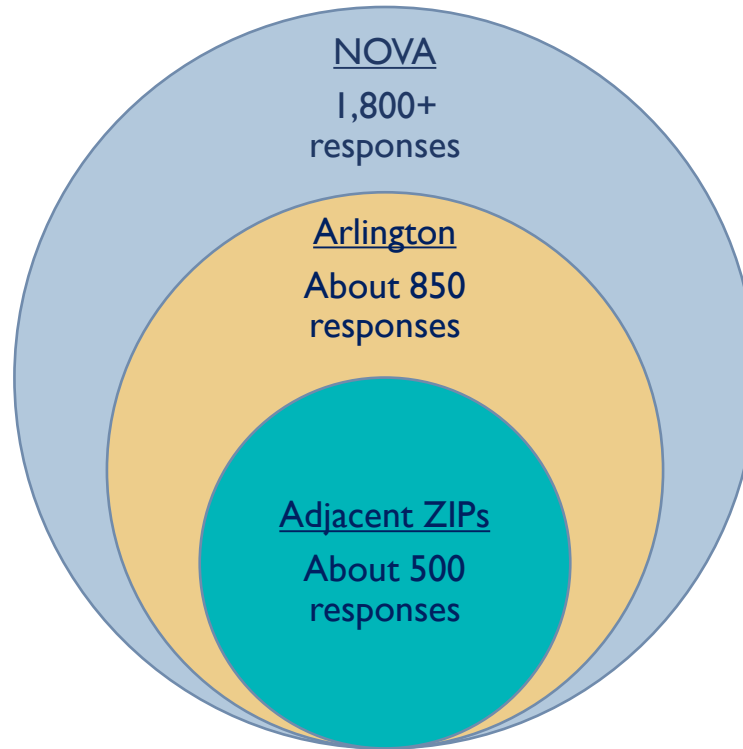 NOVA
1,800+
responses
Arlington
About 850
responses
Adjacent ZIPs
About 500
responses